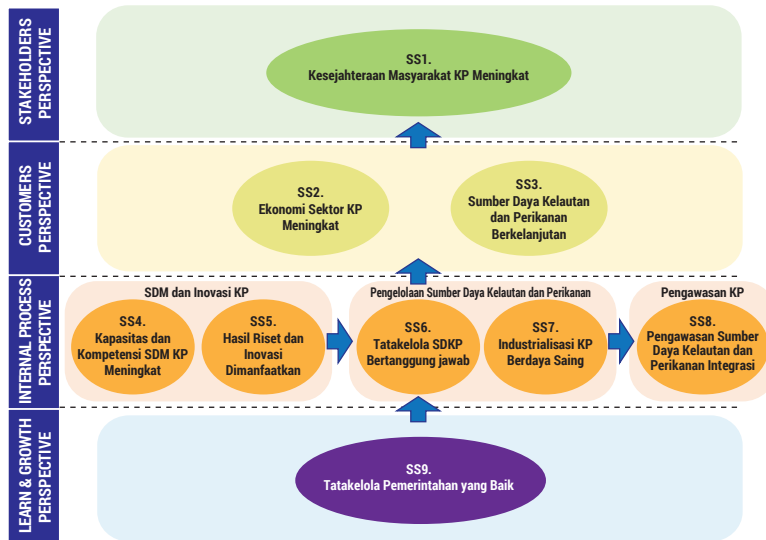 STAKEHOLDERS
PERSPECTIVE
SS1.
Kesejahteraan Masyarakat KP Meningkat
CUSTOMERS
PERSPECTIVE
SS2.
Ekonomi Sektor KP
Meningkat
SS3.
Sumber Daya Kelautan
dan Perikanan
Berkelanjutan
INTERNAL PROCESS
PERSPECTIVE
SDM dan Inovasi KP
SS4.
Kapasitas dan
Kompetensi SDM KP
Meningkat
SS5.
Hasil Riset dan
Inovasi
Dimanfaatkan
Pengelolaan Sumber Daya Kelautan dan Perikanan
SS6.
Tatakelola SDKP
Bertanggung jawab
SS7.
Industrialisasi KP
Berdaya Saing
Pengawasan KP
SS8.
Pengawasan Sumber
Daya Kelautan dan
Perikanan Integrasi
LEARN & GROWTH
PERSPECTIVE
SS9.
Tatakelola Pemerintahan yang Baik